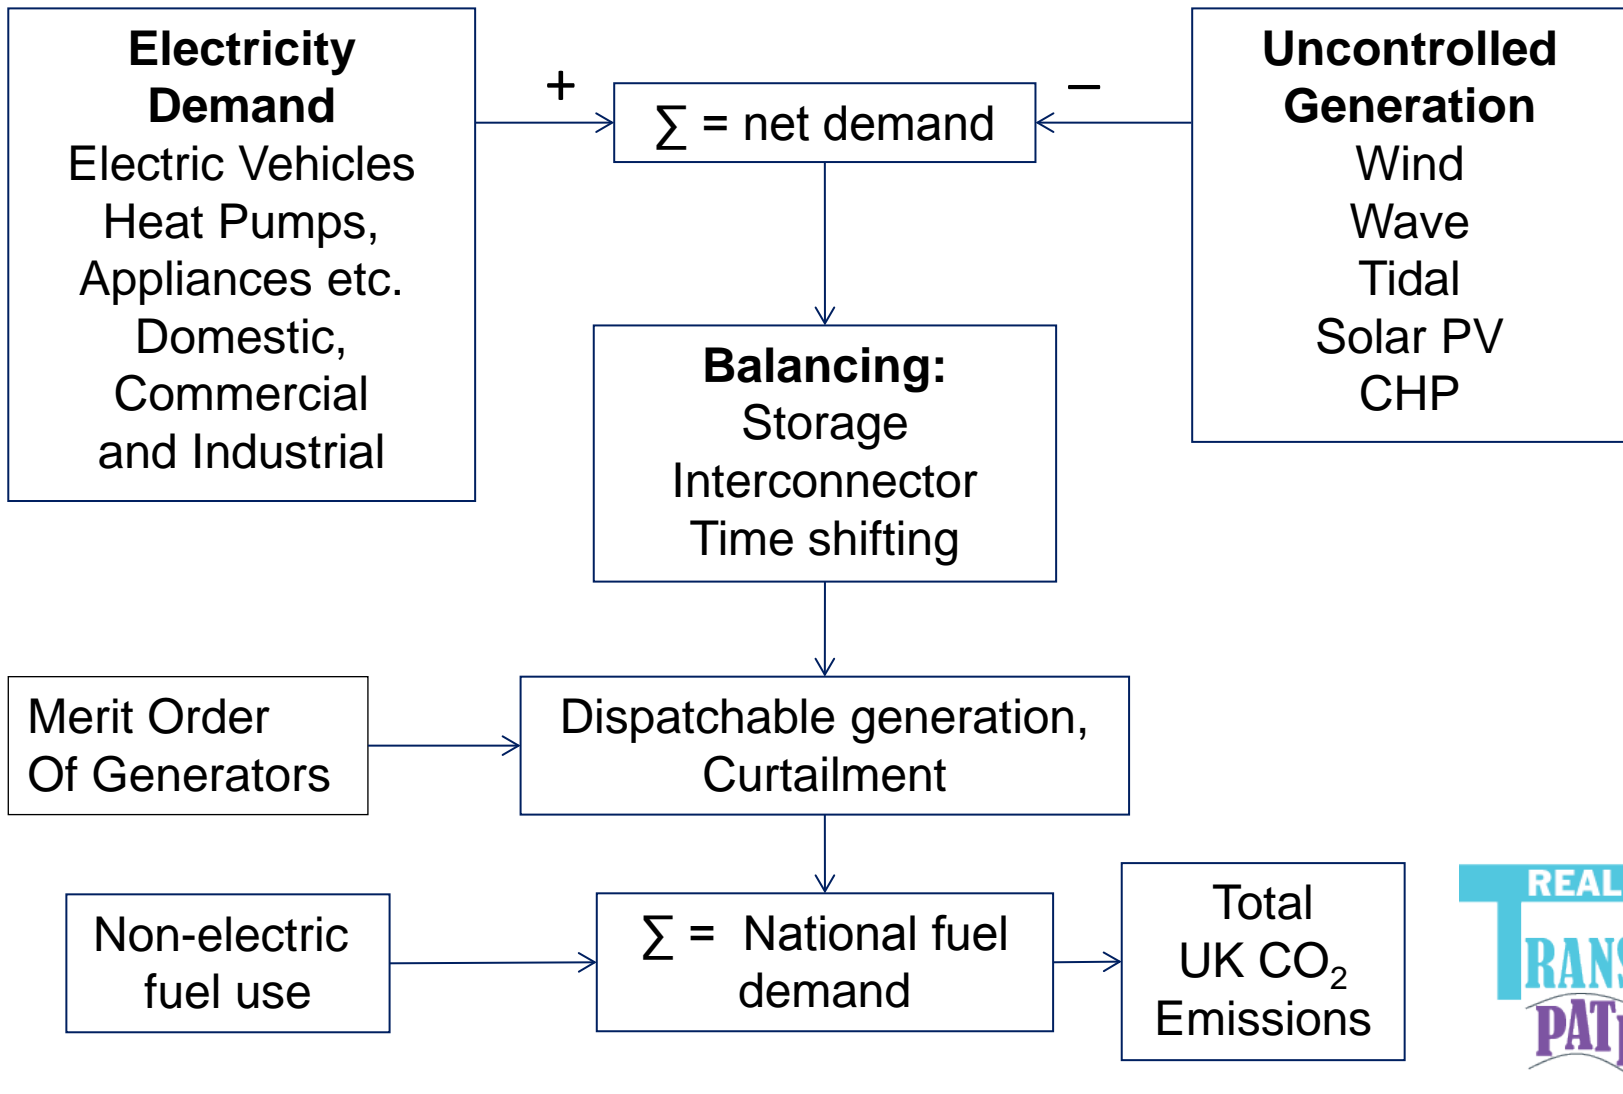 Electricity
Demand
Electric Vehicles
Heat Pumps,
Appliances etc.
Domestic,
Commercial
and Industrial
+
∑ = net demand
–
Uncontrolled
Generation
Wind
Wave
Tidal
Solar PV
CHP
Balancing:
Storage
Interconnector
Time shifting
Merit Order
Of Generators
Dispatchable generation,
Curtailment
Non-electric
fuel use
∑ = National fuel
demand
Total
UK CO₂
Emissions
REAL